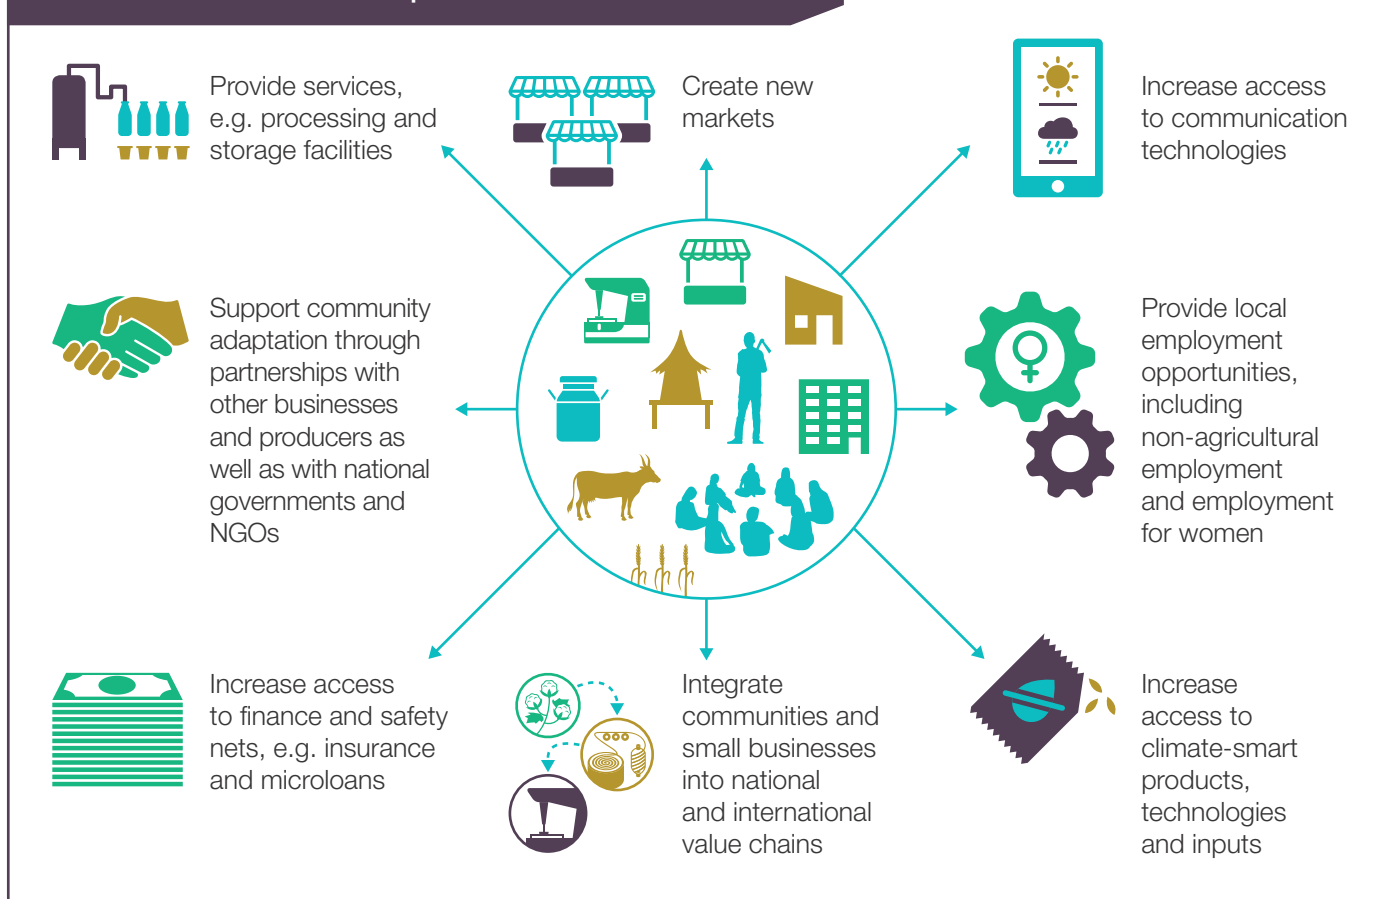 Provide services,
e.g. processing and
storage facilities
Create new
markets
Increase access
to communication
technologies
Support community
adaptation through
partnerships with
other businesses
and producers as
well as with national
governments and
NGOs
Provide local
employment
opportunities,
including
non-agricultural
employment
and employment
for women
Increase access
to finance and safety
nets, e.g. insurance
and microloans
Integrate
communities and
small businesses
into national
and international
value chains
Increase
access to
climate-smart
products,
technologies
and inputs